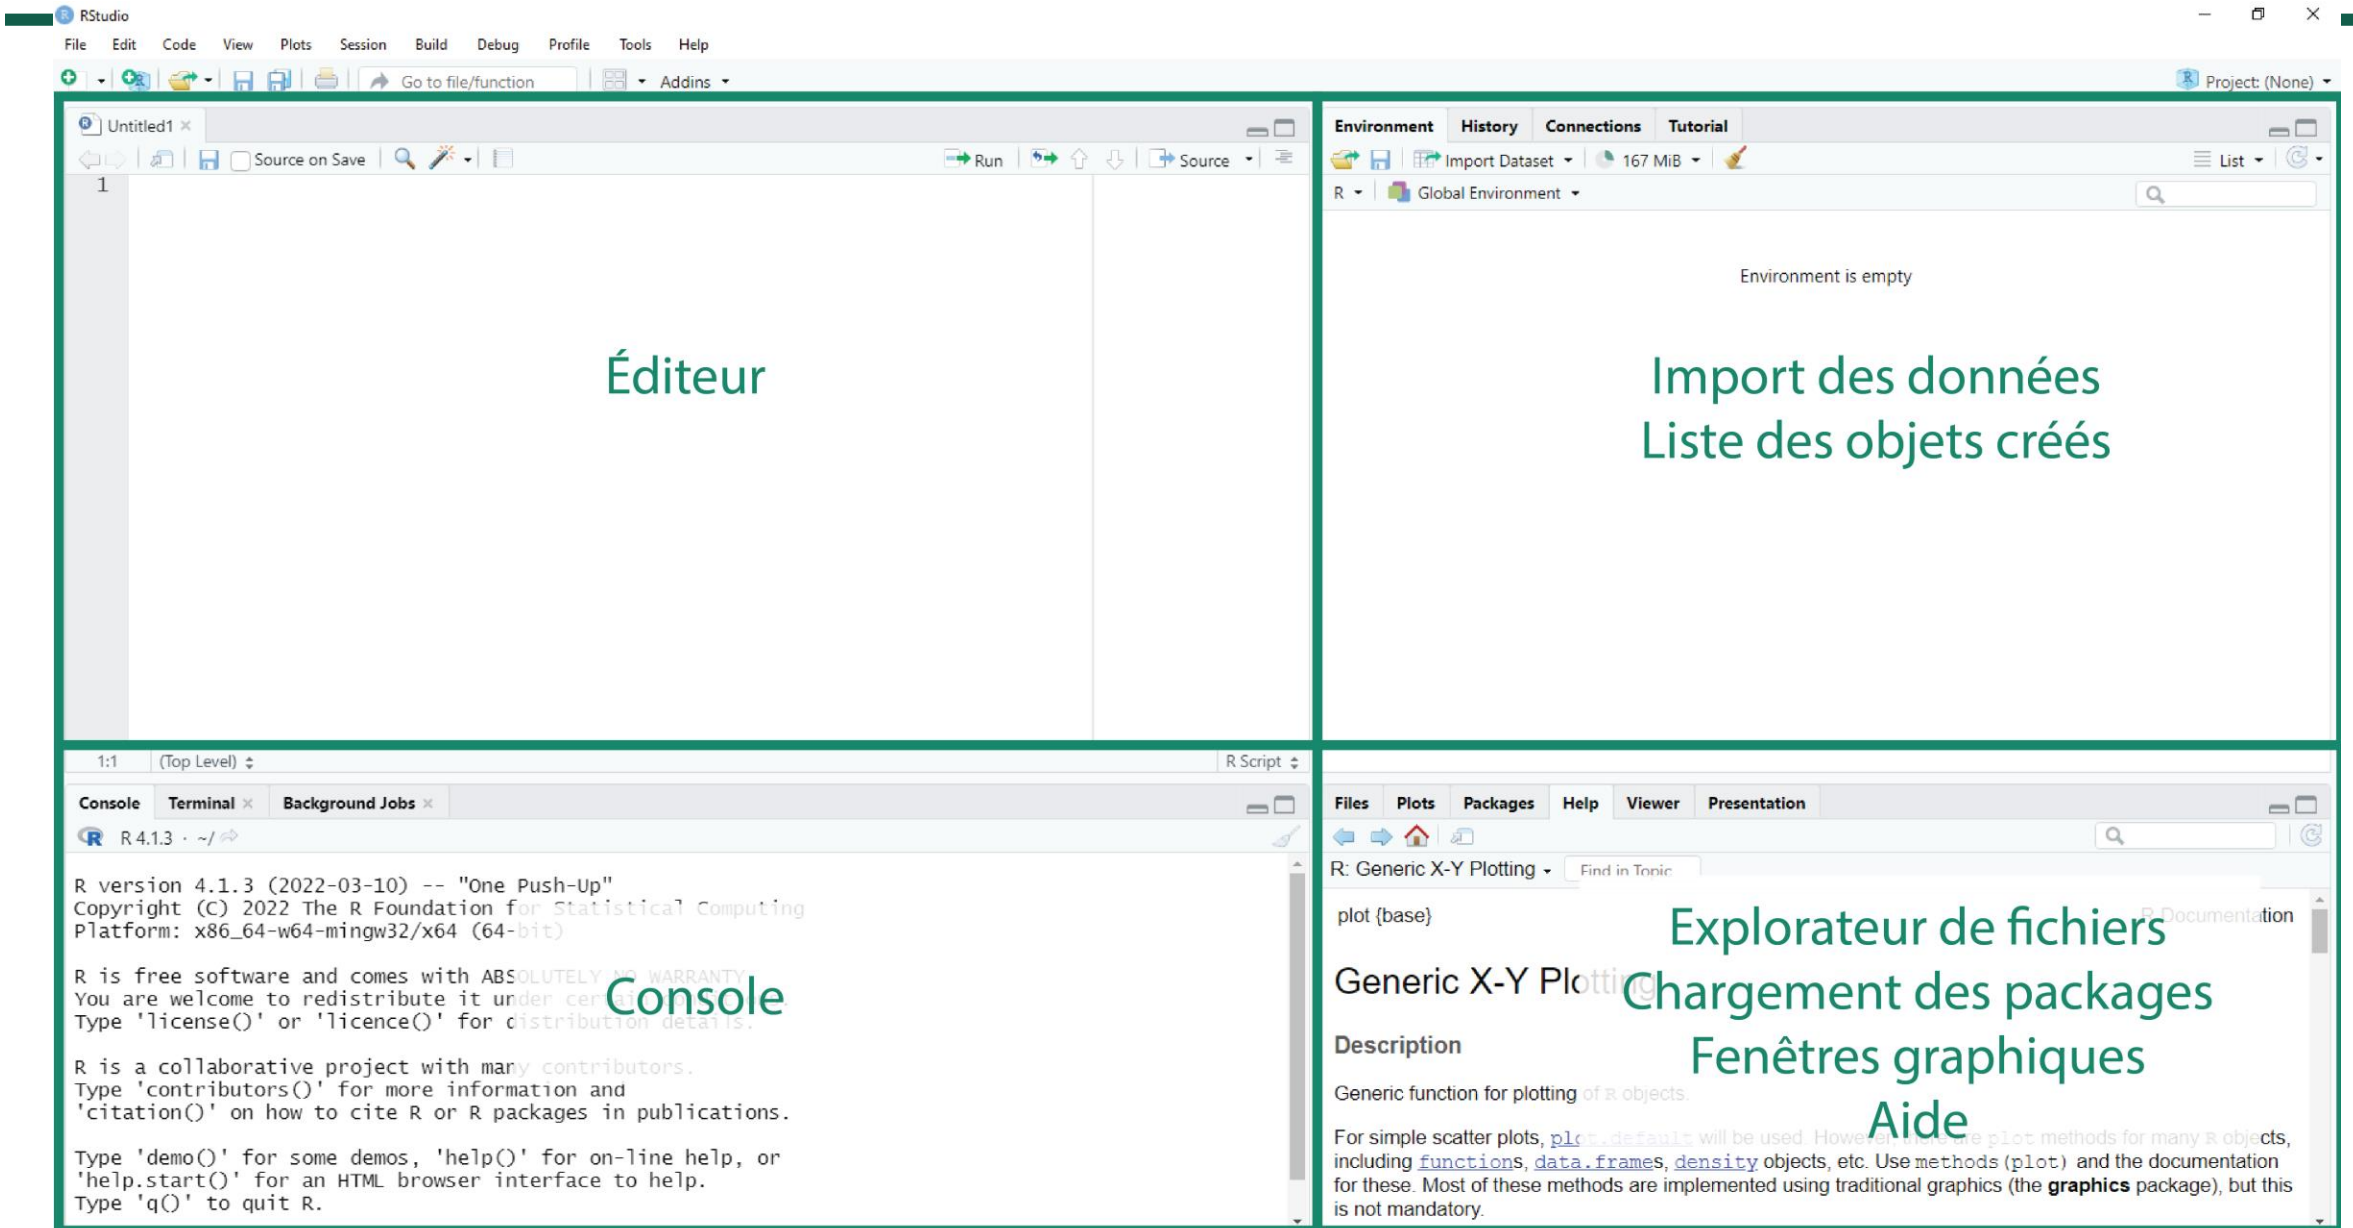 RStudio
File Edit Code View Plots Session Build Debug Profile Tools Help
Go to file/function Addins Project: (None)
Untitled1
Source on Save Run Source
1
Éditeur
1:1 (Top Level) R Script
Environment History Connections Tutorial
Import Dataset 167 MiB List
R Global Environment
Environment is empty
Import des données
Liste des objets créés
Console Terminal Background Jobs
R 4.1.3 · ~/
R version 4.1.3 (2022-03-10) -- "One Push-Up"
Copyright (C) 2022 The R Foundation for Statistical Computing
Platform: x86_64-w64-mingw32/x64 (64-bit)
R is free software and comes with ABSOLUTELY NO WARRANTY
You are welcome to redistribute it under certain
Type 'license()' or 'licence()' for distribution details.
Console
R is a collaborative project with many contributors.
Type 'contributors()' for more information and
'citation()' on how to cite R or R packages in publications.
Type 'demo()' for some demos, 'help()' for on-line help, or
'help.start()' for an HTML browser interface to help.
Type 'q()' to quit R.
Files Plots Packages Help Viewer Presentation
R: Generic X-Y Plotting Find in Topic
plot {base} R Documentation
Explorateur de fichiers
Generic X-Y Plotting
Chargement des packages
Description
Fenêtres graphiques
Generic function for plotting of R objects.
Aide
For simple scatter plots, plot.default will be used. However, there are plot methods for many R objects,
including functions, data.frames, density objects, etc. Use methods(plot) and the documentation
for these. Most of these methods are implemented using traditional graphics (the graphics package), but this
is not mandatory.